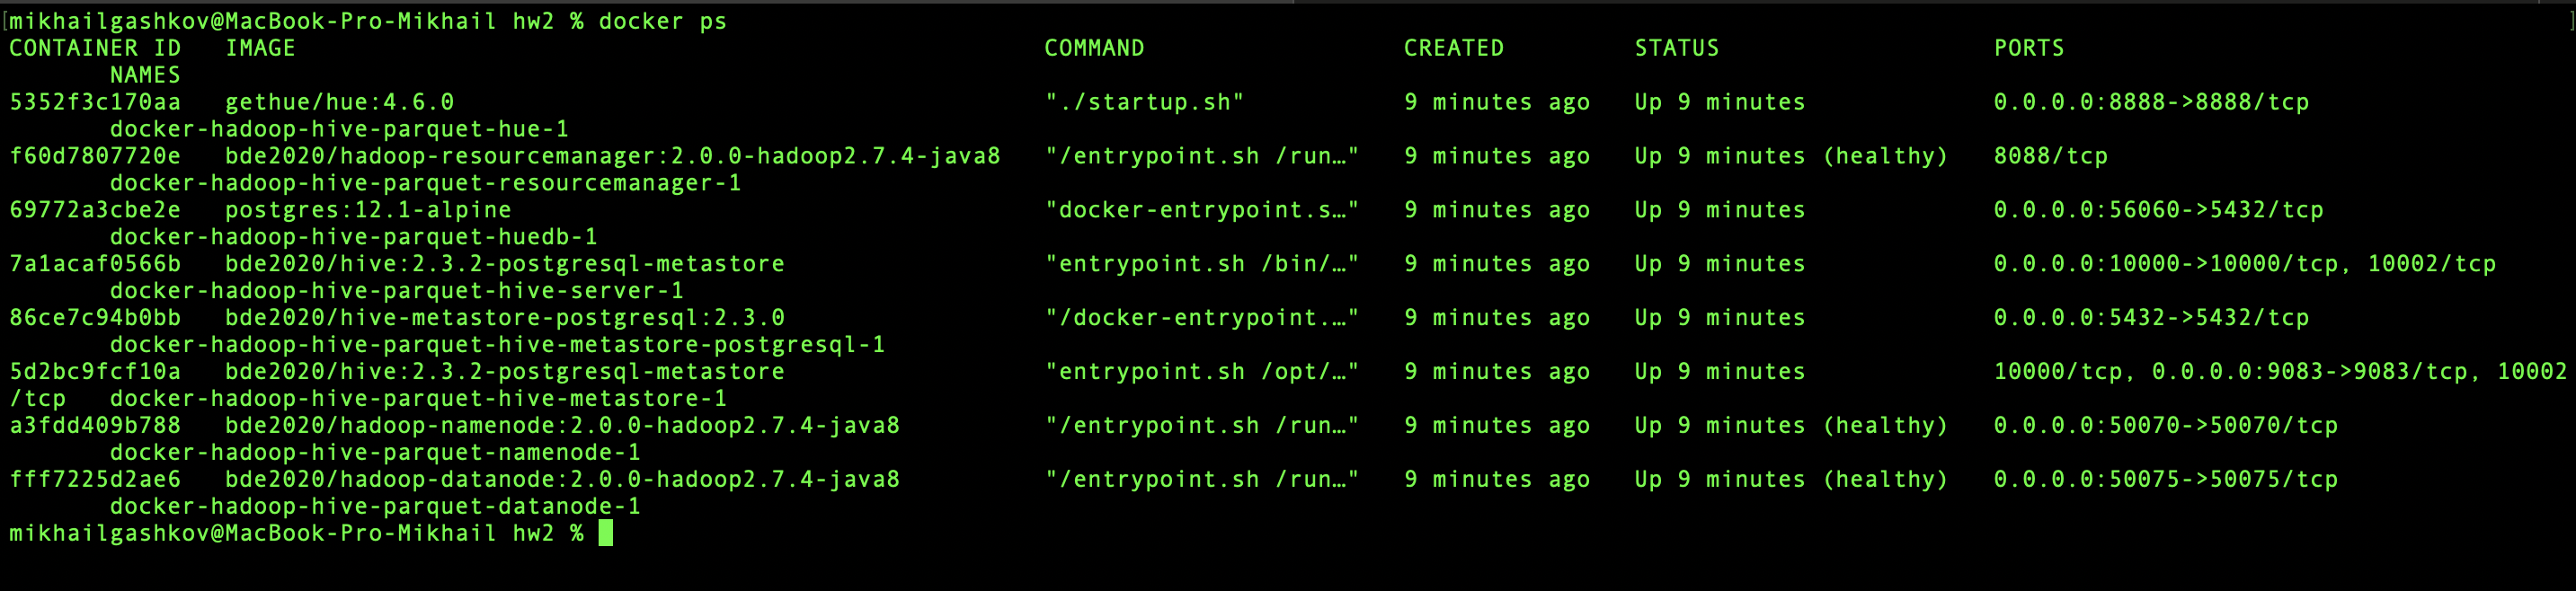 [mikhailgashkov@MacBook-Pro-Mikhail hw2 % docker ps ]
CONTAINER ID   IMAGE                                                    COMMAND                  CREATED         STATUS                   PORTS
       NAMES
5352f3c170aa   gethue/hue:4.6.0                                         "./startup.sh"           9 minutes ago   Up 9 minutes             0.0.0.0:8888->8888/tcp
       docker-hadoop-hive-parquet-hue-1
f60d7807720e   bde2020/hadoop-resourcemanager:2.0.0-hadoop2.7.4-java8   "/entrypoint.sh /run…"   9 minutes ago   Up 9 minutes (healthy)   8088/tcp
       docker-hadoop-hive-parquet-resourcemanager-1
69772a3cbe2e   postgres:12.1-alpine                                     "docker-entrypoint.s…"   9 minutes ago   Up 9 minutes             0.0.0.0:56060->5432/tcp
       docker-hadoop-hive-parquet-huedb-1
7a1acaf0566b   bde2020/hive:2.3.2-postgresql-metastore                  "entrypoint.sh /bin/…"   9 minutes ago   Up 9 minutes             0.0.0.0:10000->10000/tcp, 10002/tcp
       docker-hadoop-hive-parquet-hive-server-1
86ce7c94b0bb   bde2020/hive-metastore-postgresql:2.3.0                  "/docker-entrypoint.…"   9 minutes ago   Up 9 minutes             0.0.0.0:5432->5432/tcp
       docker-hadoop-hive-parquet-hive-metastore-postgresql-1
5d2bc9fcf10a   bde2020/hive:2.3.2-postgresql-metastore                  "entrypoint.sh /opt/…"   9 minutes ago   Up 9 minutes             10000/tcp, 0.0.0.0:9083->9083/tcp, 10002
/tcp   docker-hadoop-hive-parquet-hive-metastore-1
a3fdd409b788   bde2020/hadoop-namenode:2.0.0-hadoop2.7.4-java8          "/entrypoint.sh /run…"   9 minutes ago   Up 9 minutes (healthy)   0.0.0.0:50070->50070/tcp
       docker-hadoop-hive-parquet-namenode-1
fff7225d2ae6   bde2020/hadoop-datanode:2.0.0-hadoop2.7.4-java8          "/entrypoint.sh /run…"   9 minutes ago   Up 9 minutes (healthy)   0.0.0.0:50075->50075/tcp
       docker-hadoop-hive-parquet-datanode-1
mikhailgashkov@MacBook-Pro-Mikhail hw2 %